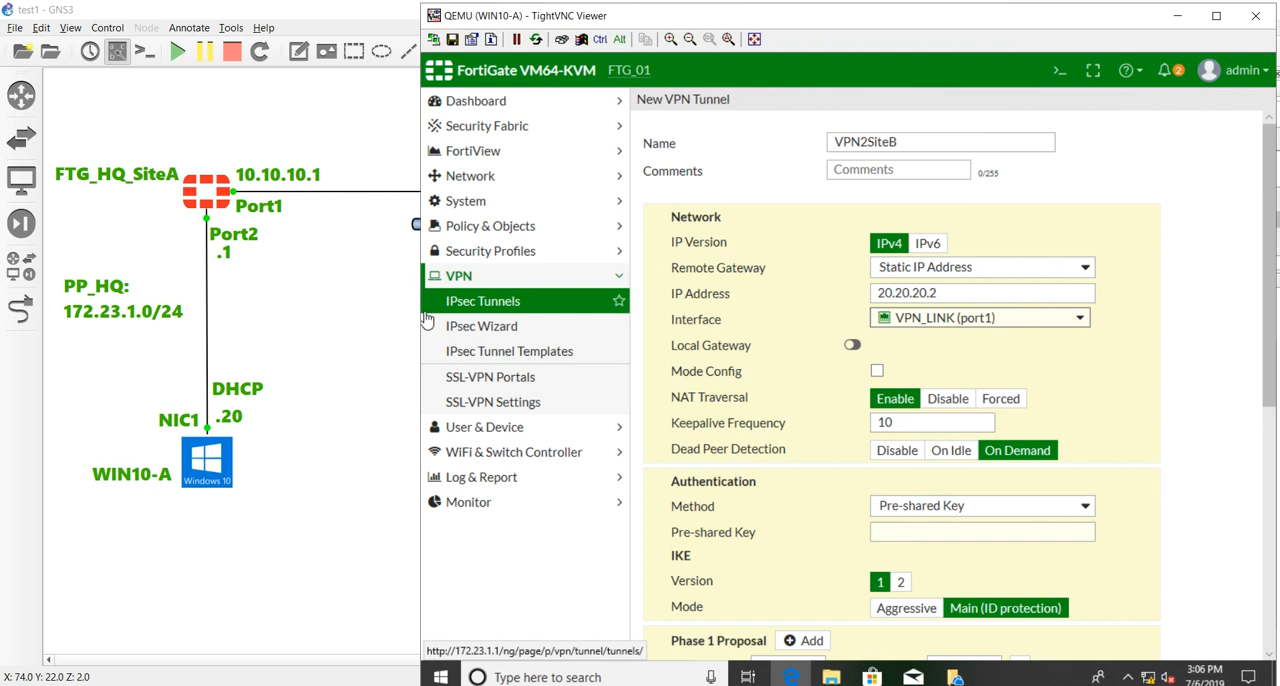 test1 - GNS3
File Edit View Control Node Annotate Tools Help
FTG_HQ_SiteA
10.10.10.1
Port1
Port2
.1
PP_HQ:
172.23.1.0/24
DHCP
.20
NIC1
Windows 10
WIN10-A
X: 74.0 Y: 22.0 Z: 2.0
QEMU (WIN10-A) - TightVNC Viewer
Ctrl Alt
FortiGate VM64-KVM FTG_01
>_ 2 admin
Dashboard
Security Fabric
FortiView
Network
System
Policy & Objects
Security Profiles
VPN
IPsec Tunnels
IPsec Wizard
IPsec Tunnel Templates
SSL-VPN Portals
SSL-VPN Settings
User & Device
WiFi & Switch Controller
Log & Report
Monitor
New VPN Tunnel
Name VPN2SiteB
Comments Comments 0/255
Network
IP Version IPv4 IPv6
Remote Gateway Static IP Address
IP Address 20.20.20.2
Interface VPN_LINK (port1)
Local Gateway
Mode Config
NAT Traversal Enable Disable Forced
Keepalive Frequency 10
Dead Peer Detection Disable On Idle On Demand
Authentication
Method Pre-shared Key
Pre-shared Key
IKE
Version 1 2
Mode Aggressive Main (ID protection)
Phase 1 Proposal Add
http://172.23.1.1/ng/page/p/vpn/tunnel/tunnels/
Type here to search
3:06 PM
7/6/2019